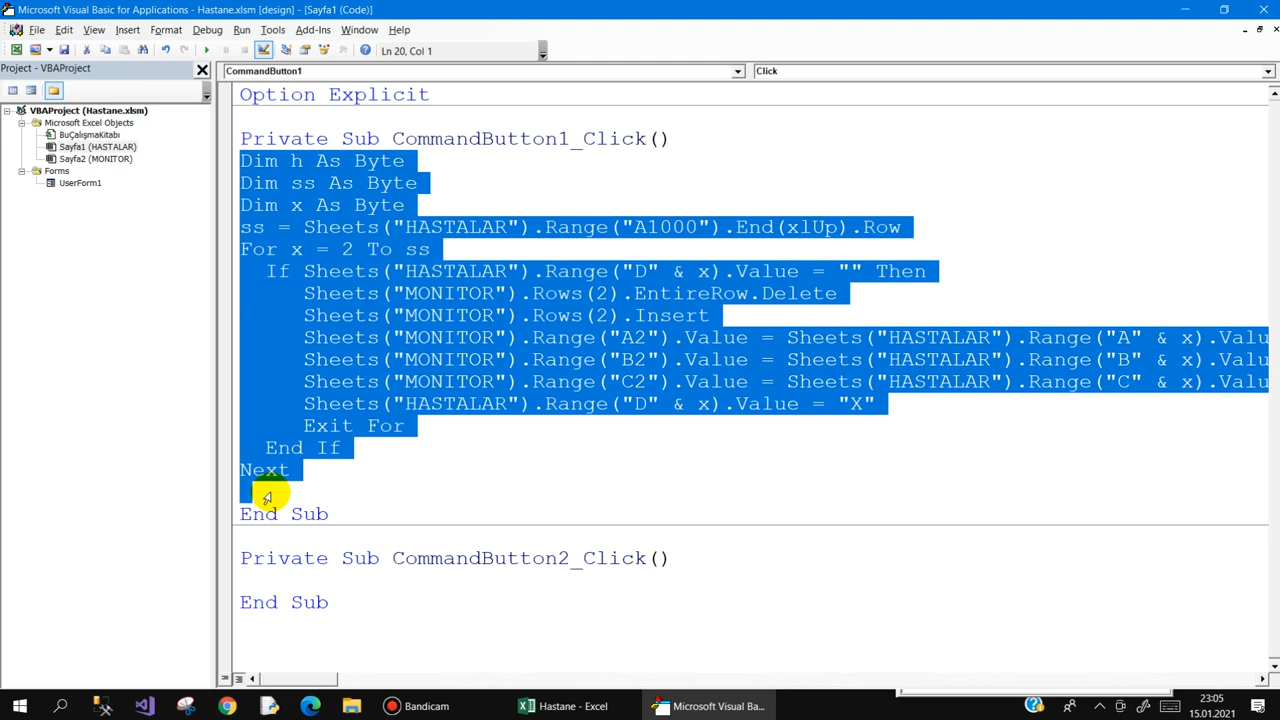 Microsoft Visual Basic for Applications - Hastane.xlsm [design] - [Sayfa1 (Code)]
File Edit View Insert Format Debug Run Tools Add-Ins Window Help
Ln 20, Col 1
Project - VBAProject
CommandButton1 Click
VBAProject (Hastane.xlsm)
Microsoft Excel Objects
BuÇalışmaKitabı
Sayfa1 (HASTALAR)
Sayfa2 (MONITOR)
Forms
UserForm1
Option Explicit
Private Sub CommandButton1_Click()
Dim h As Byte
Dim ss As Byte
Dim x As Byte
ss = Sheets("HASTALAR").Range("A1000").End(xlUp).Row
For x = 2 To ss
If Sheets("HASTALAR").Range("D" & x).Value = "" Then
Sheets("MONITOR").Rows(2).EntireRow.Delete
Sheets("MONITOR").Rows(2).Insert
Sheets("MONITOR").Range("A2").Value = Sheets("HASTALAR").Range("A" & x).Valu
Sheets("MONITOR").Range("B2").Value = Sheets("HASTALAR").Range("B" & x).Valu
Sheets("MONITOR").Range("C2").Value = Sheets("HASTALAR").Range("C" & x).Valu
Sheets("HASTALAR").Range("D" & x).Value = "X"
Exit For
End If
Next
End Sub
Private Sub CommandButton2_Click()
End Sub
Bandicam
Hastane - Excel
Microsoft Visual Ba...
23:05
15.01.2021